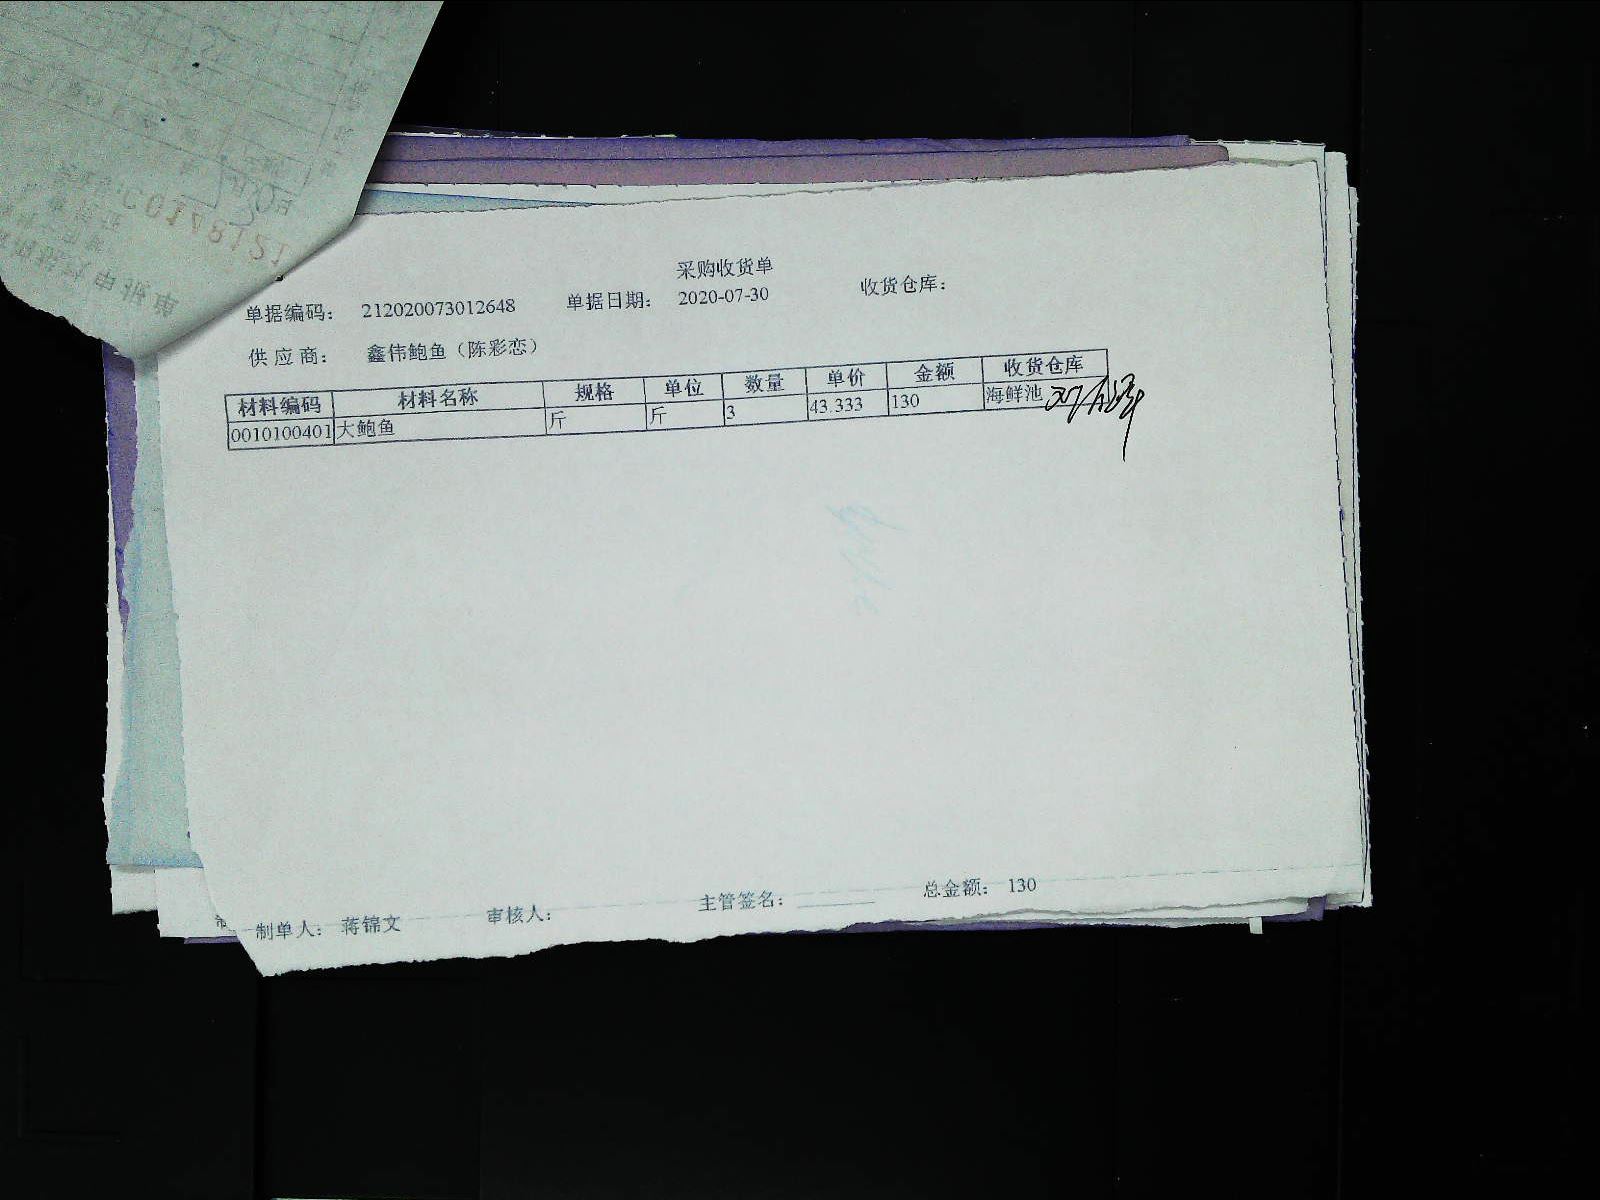 采购收货单
单据编码： 212020073012648 单据日期： 2020-07-30 收货仓库：
供应商： 鑫伟鲍鱼（陈彩恋）
材料编码 材料名称 规格 单位 数量 单价 金额 收货仓库
0010100401 大鲍鱼 斤 斤 3 43.333 130 海鲜池
制单人： 蒋锦文 审核人： 主管签名： 总金额： 130